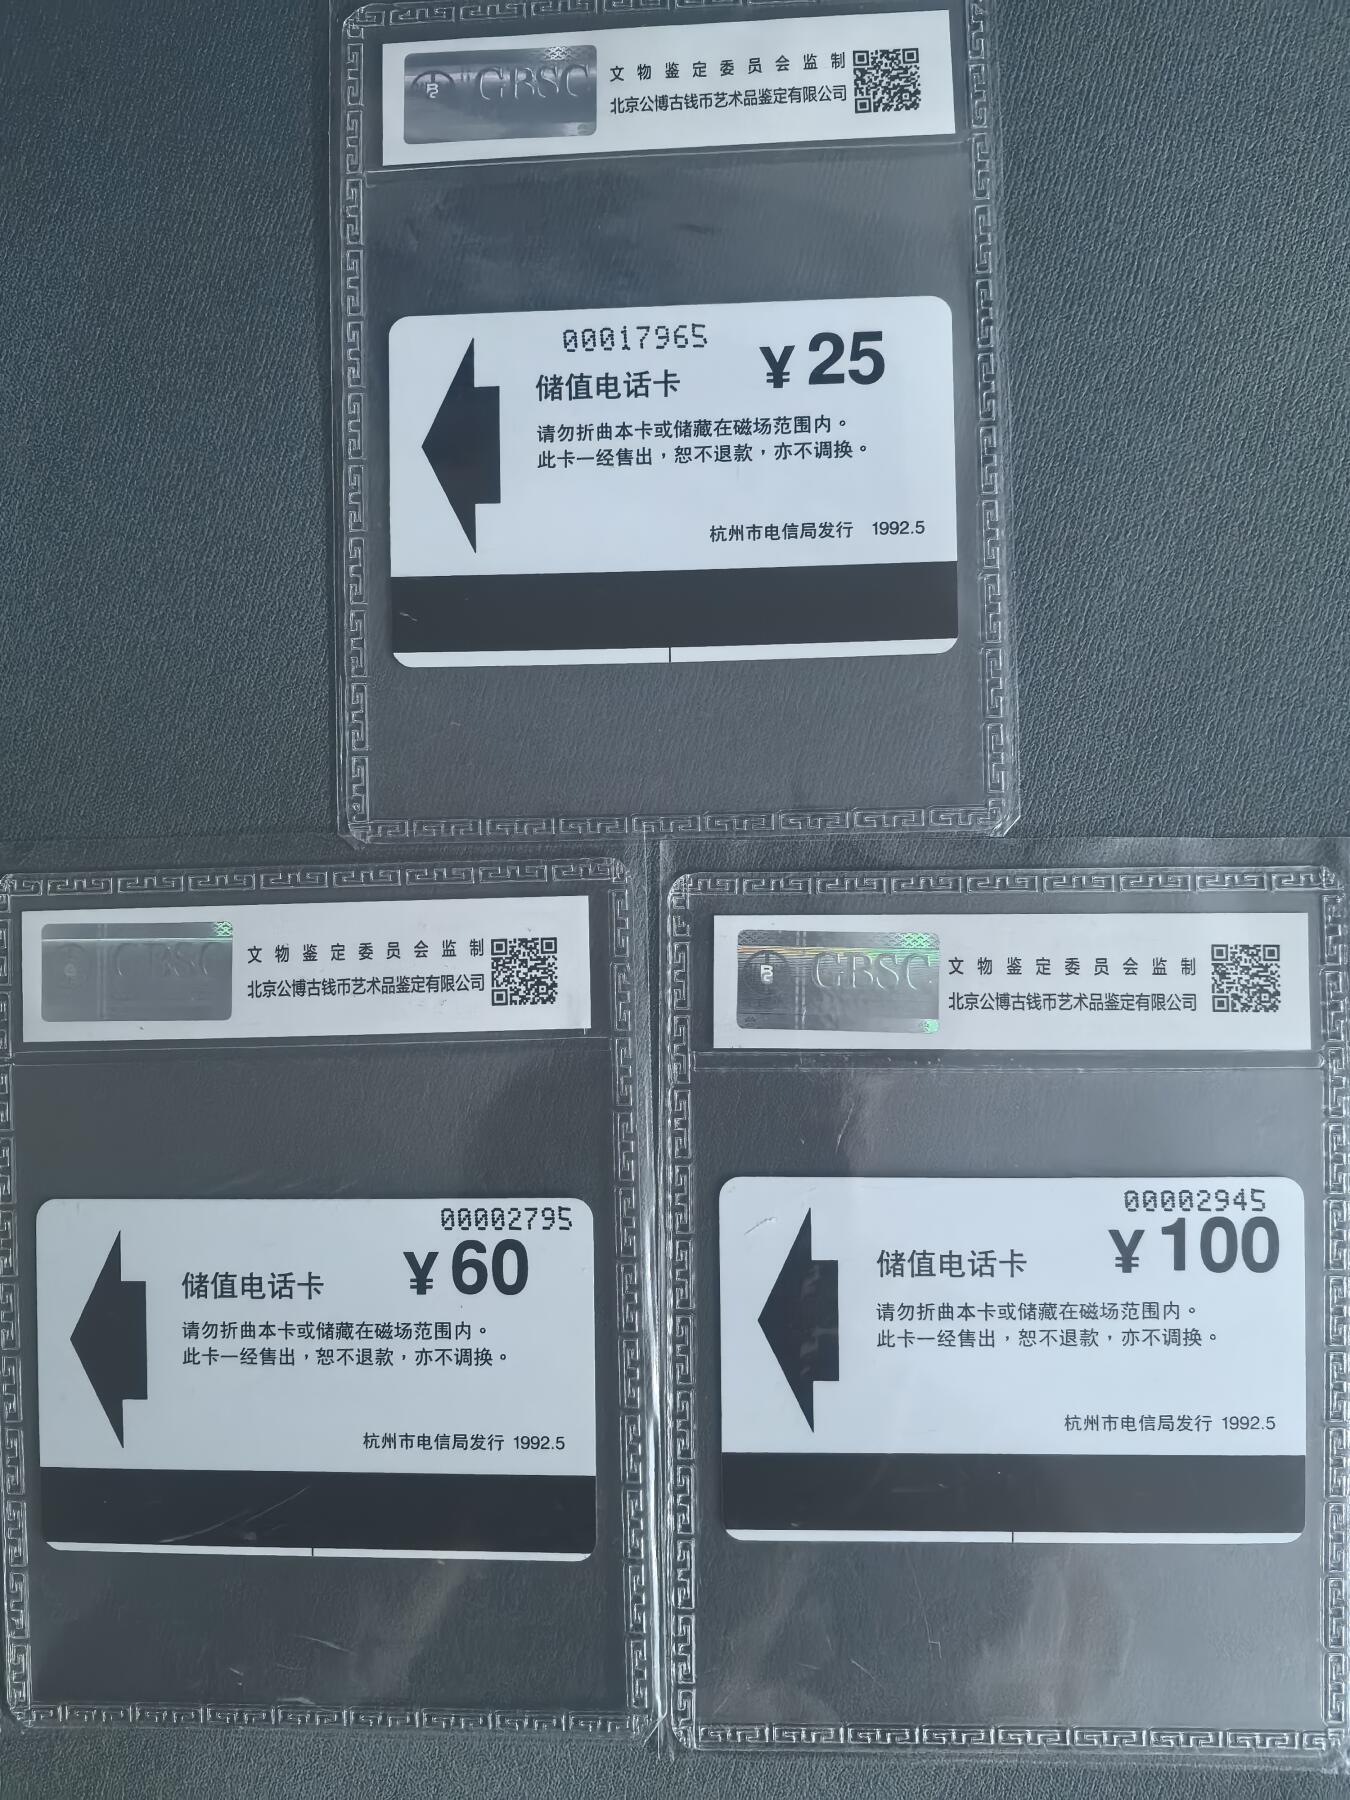 GBSC
文物鉴定委员会监制
北京公博古钱币艺术品鉴定有限公司
00017965
储值电话卡
¥25
请勿折曲本卡或储藏在磁场范围内。
此卡一经售出，恕不退款，亦不调换。
杭州市电信局发行 1992.5
GBSC
文物鉴定委员会监制
北京公博古钱币艺术品鉴定有限公司
00002795
储值电话卡
¥60
请勿折曲本卡或储藏在磁场范围内。
此卡一经售出，恕不退款，亦不调换。
杭州市电信局发行 1992.5
GBSC
文物鉴定委员会监制
北京公博古钱币艺术品鉴定有限公司
00002945
储值电话卡
¥100
请勿折曲本卡或储藏在磁场范围内。
此卡一经售出，恕不退款，亦不调换。
杭州市电信局发行 1992.5